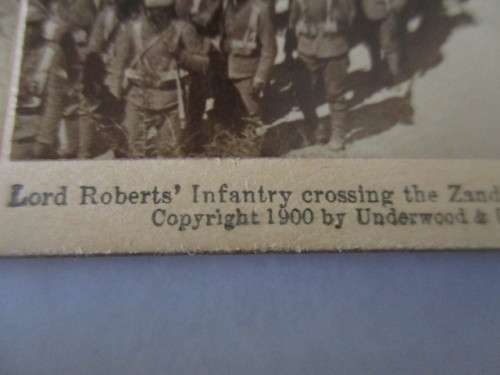 Lord Roberts' Infantry crossing the Zand
Copyright 1900 by Underwood &